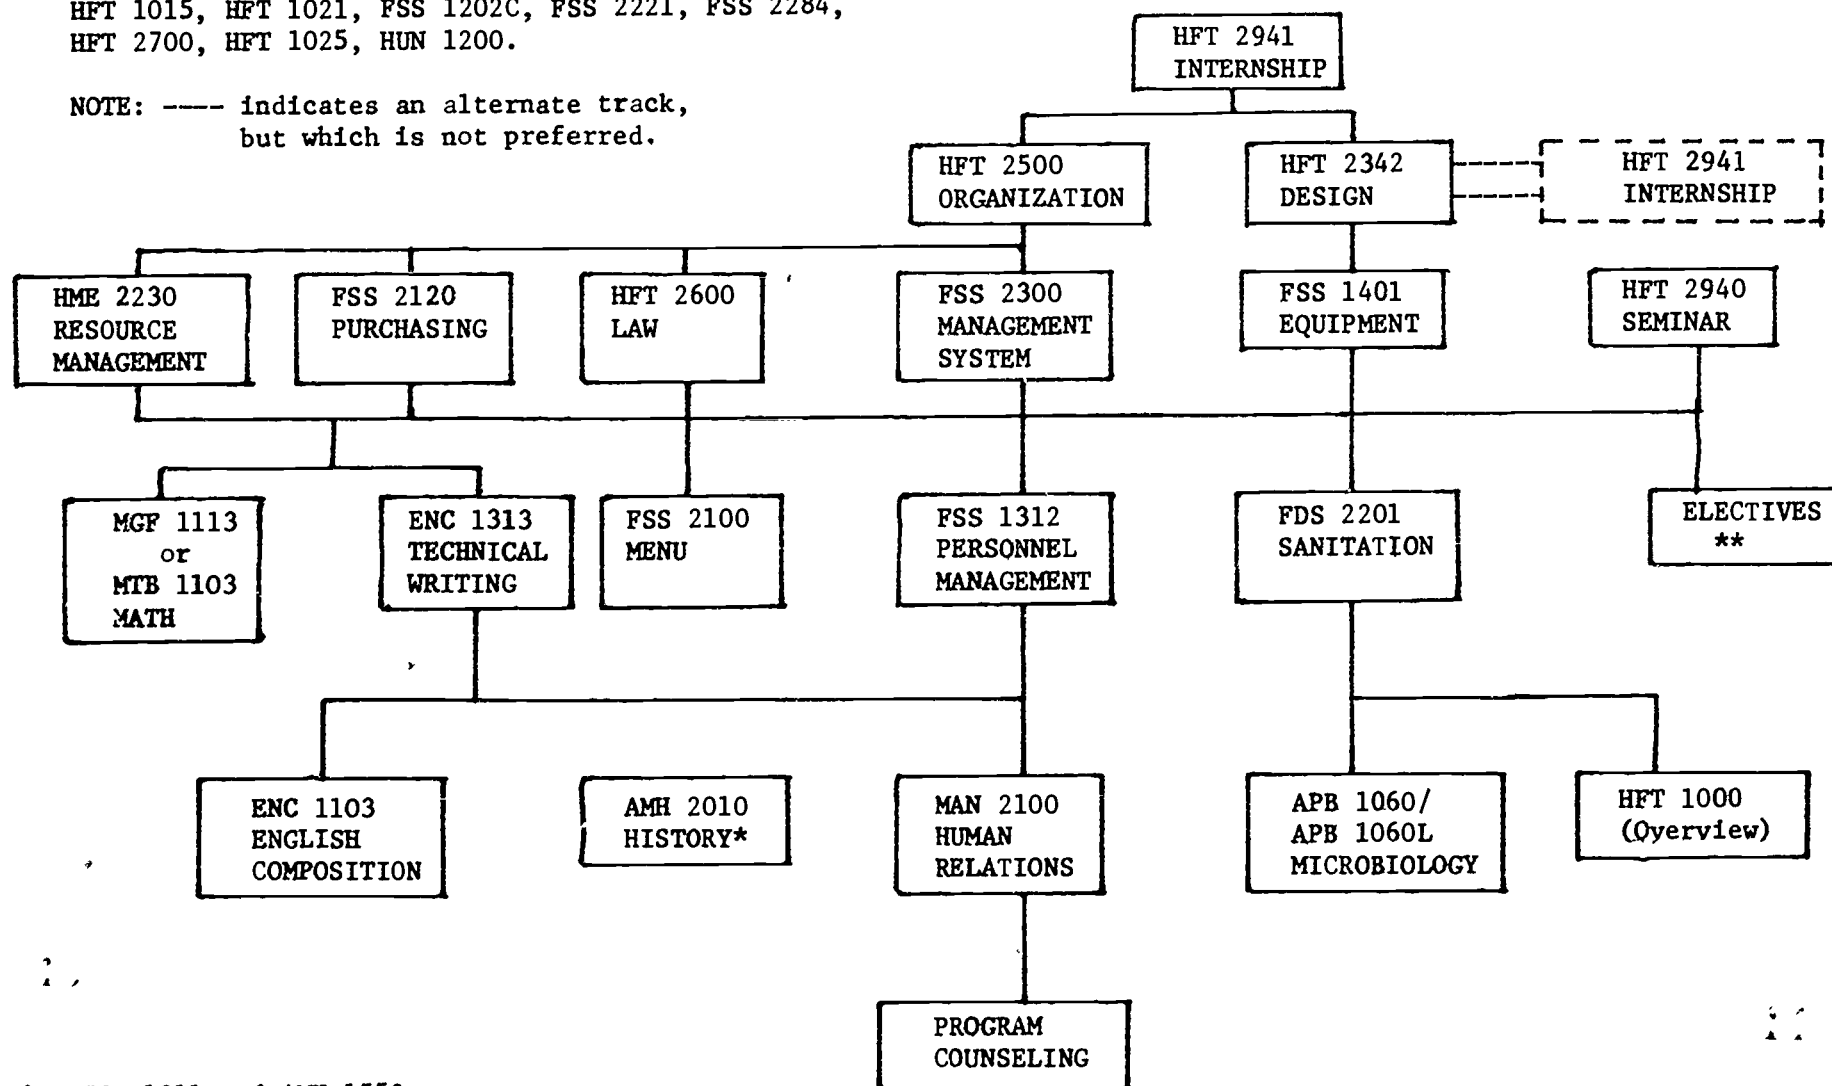 HFT 1015, HFT 1021, FSS 1202C, FSS 2221, FSS 2284,
HFT 2700, HFT 1025, HUN 1200.
NOTE: ---- indicates an alternate track,
but which is not preferred.
HFT 2941
INTERNSHIP
HFT 2500
ORGANIZATION
HFT 2342
DESIGN
HFT 2941
INTERNSHIP
HME 2230
RESOURCE
MANAGEMENT
FSS 2120
PURCHASING
HFT 2600
LAW
FSS 2300
MANAGEMENT
SYSTEM
FSS 1401
EQUIPMENT
HFT 2940
SEMINAR
MGF 1113
or
MTB 1103
MATH
ENC 1313
TECHNICAL
WRITING
FSS 2100
MENU
FSS 1312
PERSONNEL
MANAGEMENT
FDS 2201
SANITATION
ELECTIVES
**
ENC 1103
ENGLISH
COMPOSITION
AMH 2010
HISTORY*
MAN 2100
HUMAN
RELATIONS
APB 1060/
APB 1060L
MICROBIOLOGY
HFT 1000
(Overview)
PROGRAM
COUNSELING